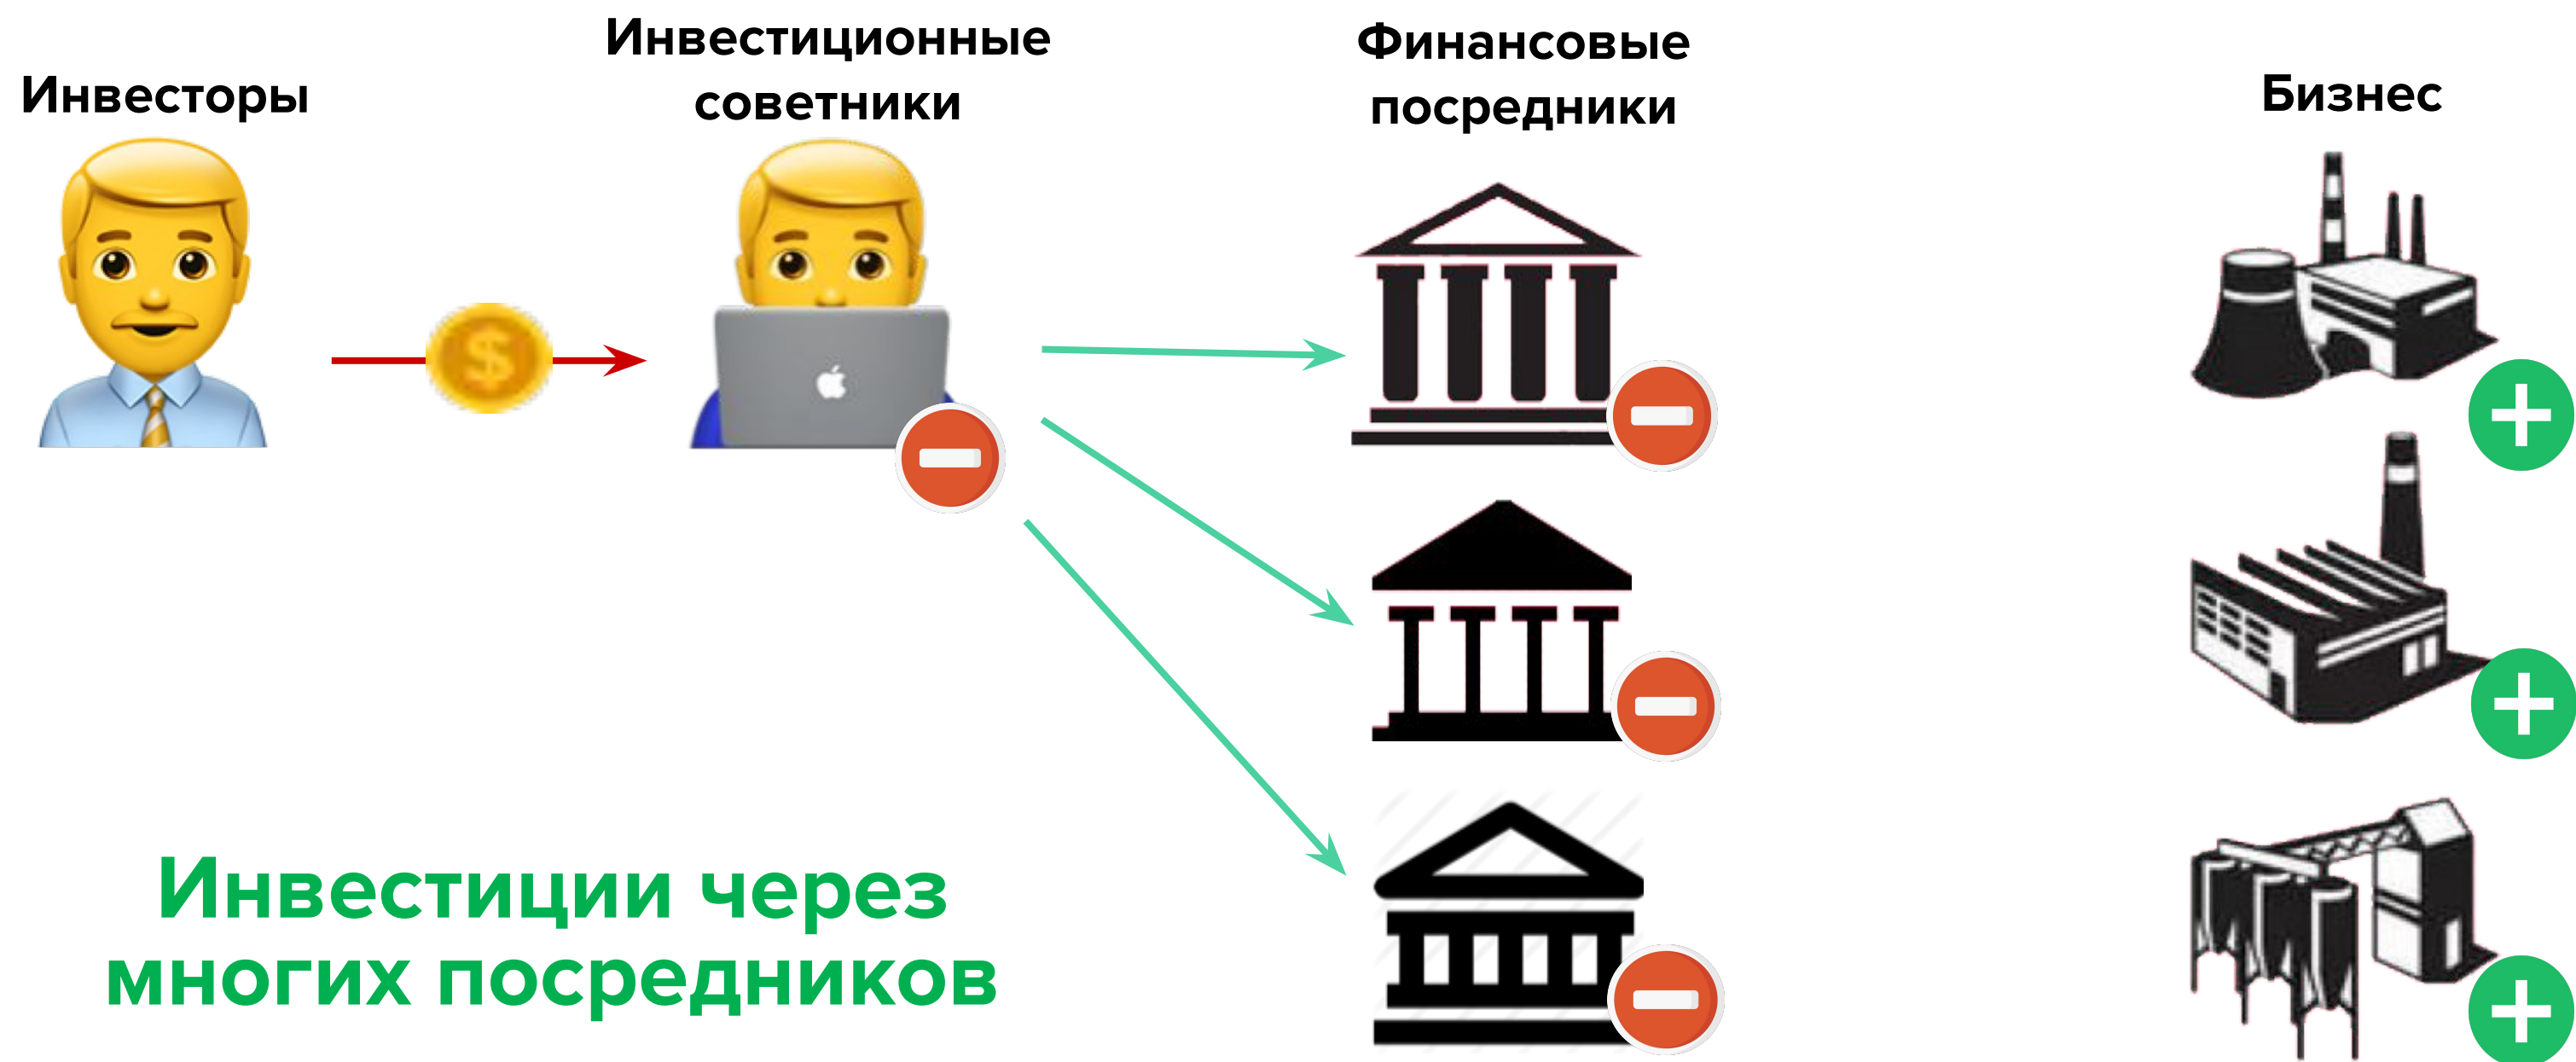 Инвесторы
Инвестиционные
советники
Финансовые
посредники
Бизнес
$
Инвестиции через
многих посредников